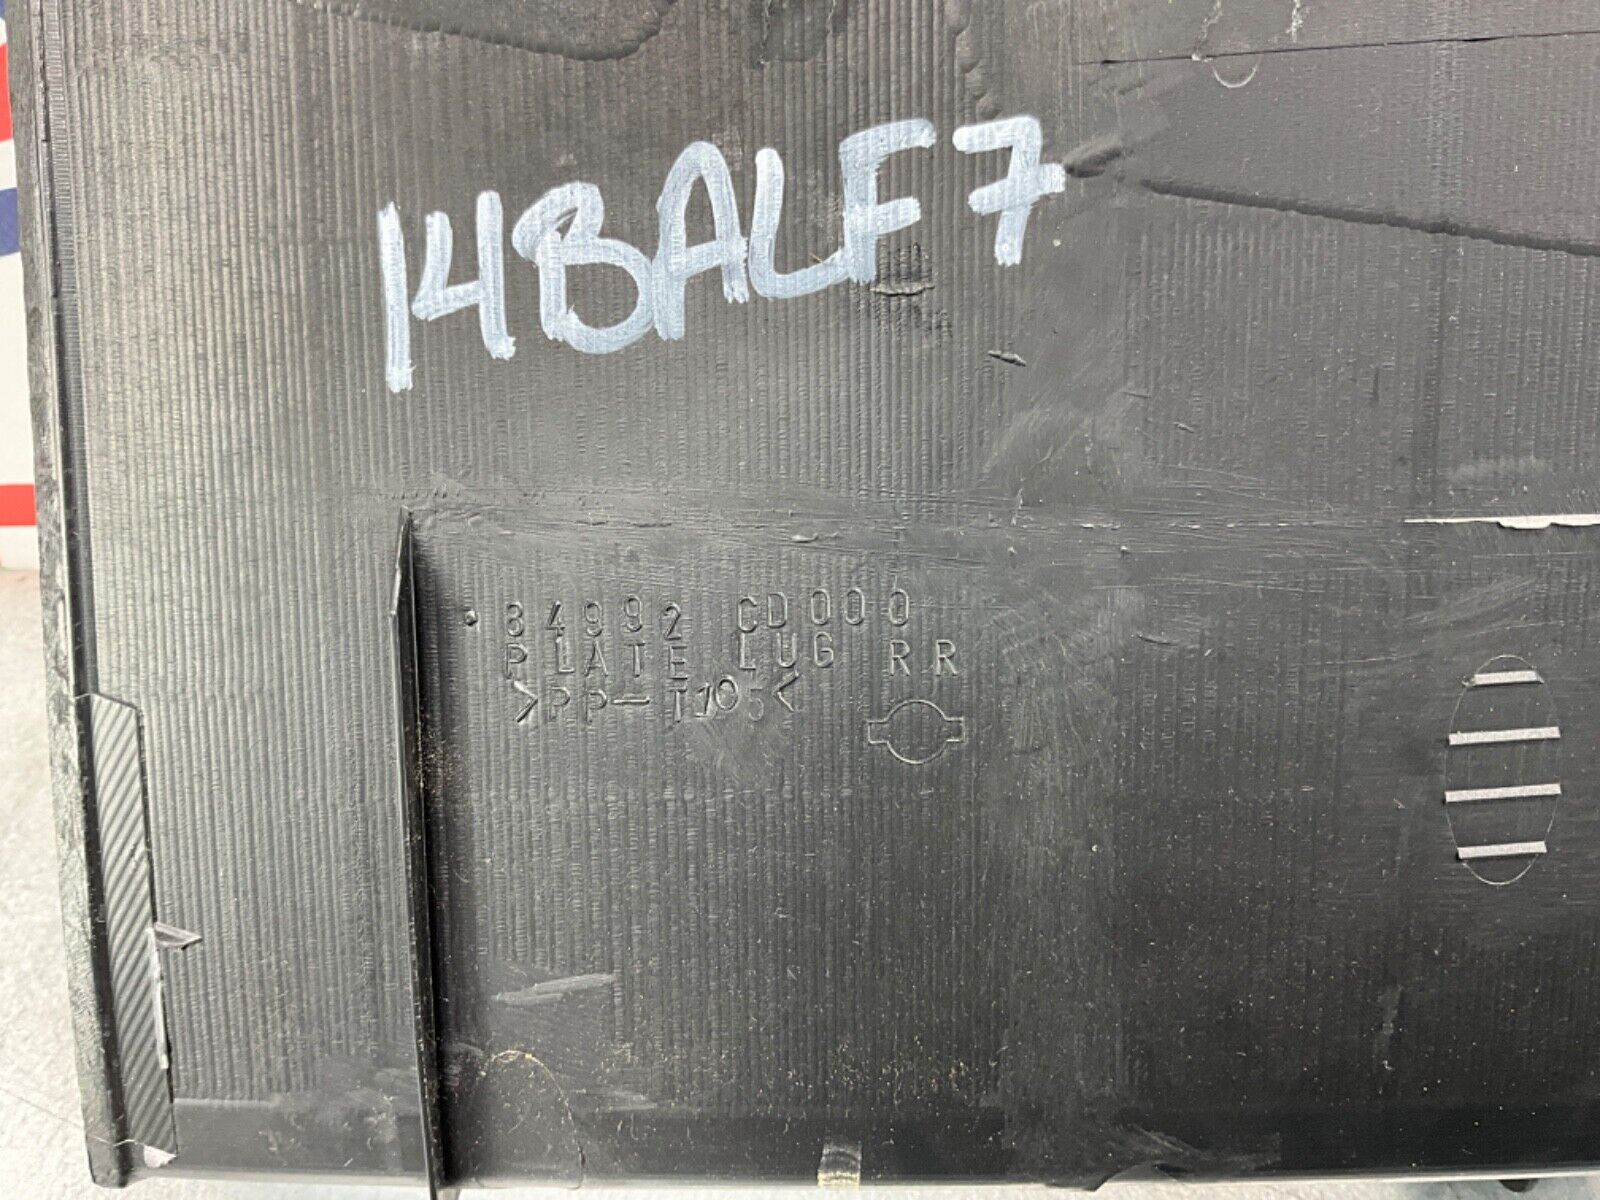 14BALF7
84992 CD000
PLATE LUG RR
>PP-T105<